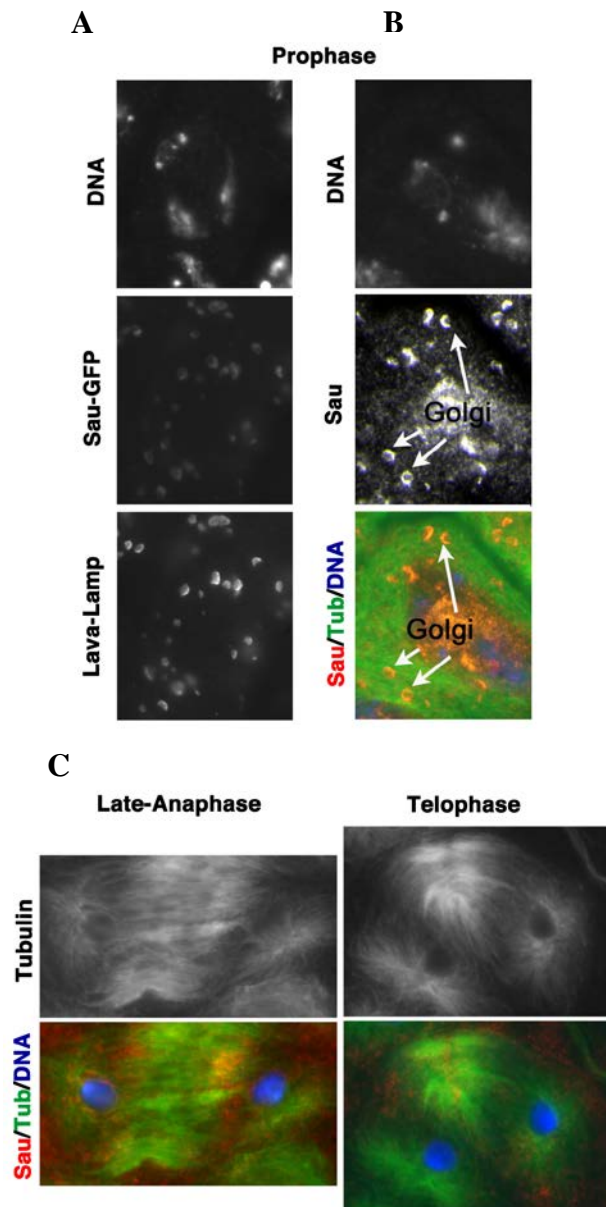 A
B
Prophase
DNA
DNA
Sau-GFP
Sau
Golgi
Lava-Lamp
Sau/Tub/DNA
Golgi
C
Late-Anaphase
Telophase
Tubulin
Sau/Tub/DNA